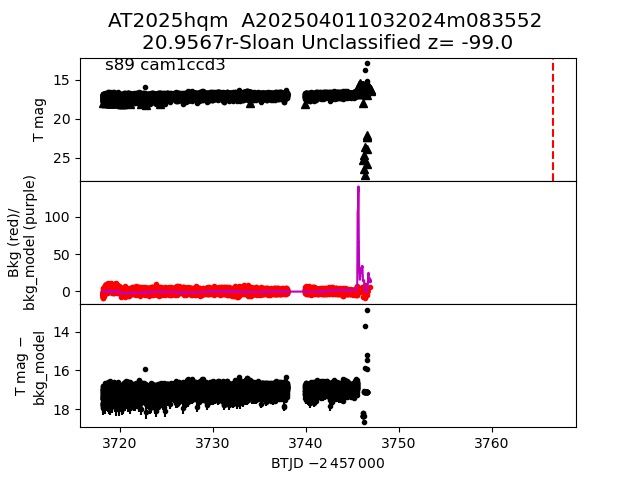 AT2025hqm  A202504011032024m083552
20.9567r-Sloan Unclassified z= -99.0
s89 cam1ccd3
15
20
25
T mag
0
50
100
Bkg (red)/
bkg_model (purple)
14
16
18
T mag −
bkg_model
3720
3730
3740
3750
3760
BTJD −2 457 000